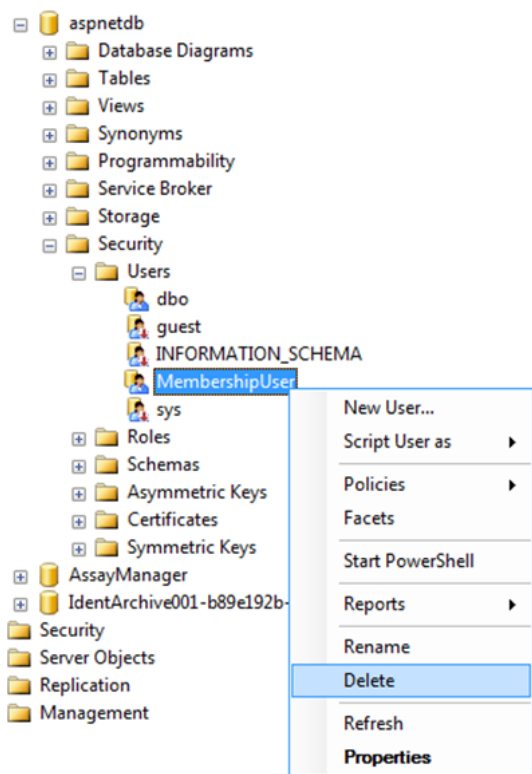 aspnetdb
Database Diagrams
Tables
Views
Synonyms
Programmability
Service Broker
Storage
Security
Users
dbo
guest
INFORMATION_SCHEMA
MembershipUser
sys
Roles
Schemas
Asymmetric Keys
Certificates
Symmetric Keys
AssayManager
IdentArchive001-b89e192b-
Security
Server Objects
Replication
Management
New User...
Script User as
Policies
Facets
Start PowerShell
Reports
Rename
Delete
Refresh
Properties